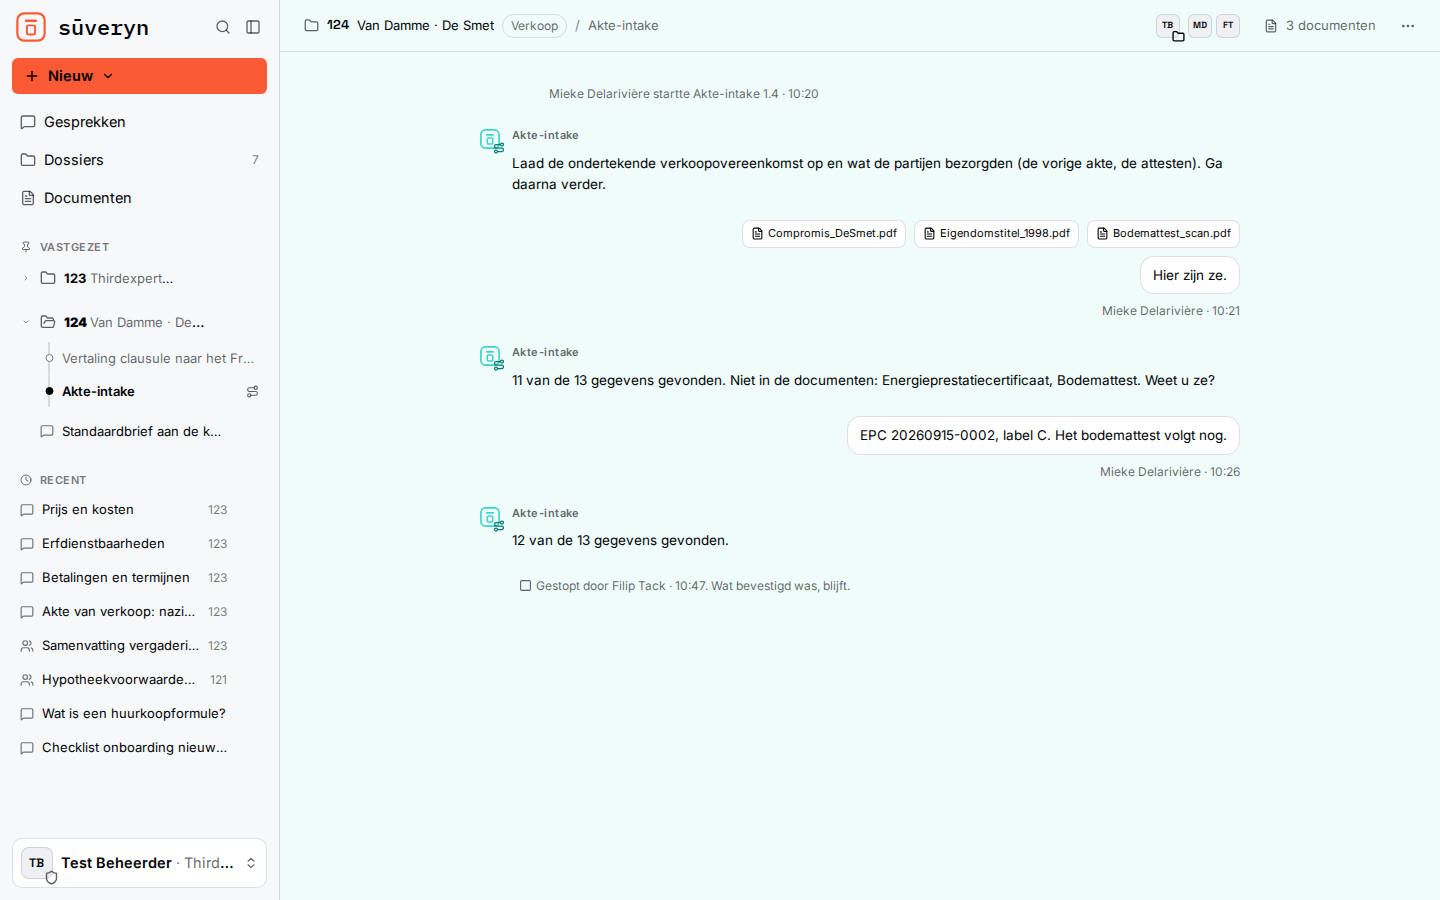 sūveryn
Nieuw
Gesprekken
Dossiers 7
Documenten
VASTGEZET
123 Thirdexpert...
124 Van Damme · De...
Vertaling clausule naar het Fr...
Akte-intake
Standaardbrief aan de k...
RECENT
Prijs en kosten 123
Erfdienstbaarheden 123
Betalingen en termijnen 123
Akte van verkoop: nazi... 123
Samenvatting vergaderi... 123
Hypotheekvoorwaarde... 121
Wat is een huurkoopformule?
Checklist onboarding nieuw...
TB Test Beheerder · Third...
124 Van Damme · De Smet Verkoop / Akte-intake
TB MD FT 3 documenten
Mieke Delarivière startte Akte-intake 1.4 · 10:20
Akte-intake
Laad de ondertekende verkoopovereenkomst op en wat de partijen bezorgden (de vorige akte, de attesten). Ga
daarna verder.
Compromis_DeSmet.pdf Eigendomstitel_1998.pdf Bodemattest_scan.pdf
Hier zijn ze.
Mieke Delarivière · 10:21
Akte-intake
11 van de 13 gegevens gevonden. Niet in de documenten: Energieprestatiecertificaat, Bodemattest. Weet u ze?
EPC 20260915-0002, label C. Het bodemattest volgt nog.
Mieke Delarivière · 10:26
Akte-intake
12 van de 13 gegevens gevonden.
Gestopt door Filip Tack · 10:47. Wat bevestigd was, blijft.